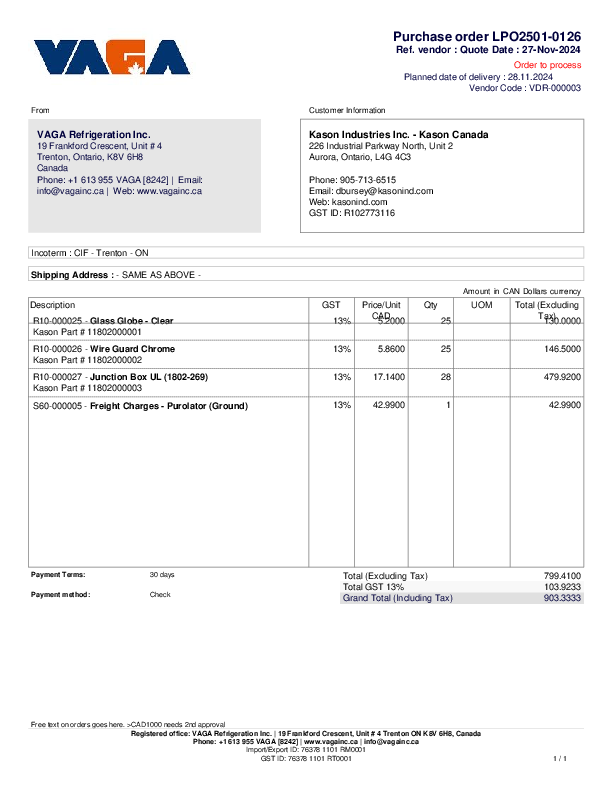 VAGA
Purchase order LPO2501-0126
Ref. vendor : Quote Date : 27-Nov-2024
Order to process
Planned date of delivery : 28.11.2024
Vendor Code : VDR-000003
From
Customer Information
VAGA Refrigeration Inc.
19 Frankford Crescent, Unit # 4
Trenton, Ontario, K8V 6H8
Canada
Phone: +1 613 955 VAGA [8242] | Email:
info@vagainc.ca | Web: www.vagainc.ca
Kason Industries Inc. - Kason Canada
226 Industrial Parkway North, Unit 2
Aurora, Ontario, L4G 4C3
Phone: 905-713-6515
Email: dbursey@kasonind.com
Web: kasonind.com
GST ID: R102773116
Incoterm : CIF - Trenton - ON
Shipping Address : - SAME AS ABOVE -
Amount in CAN Dollars currency
Description GST Price/Unit CAD Qty UOM Total (Excluding Tax)
R10-000025 - Glass Globe - Clear 13% 5.2000 25 130.0000
Kason Part # 11802000001
R10-000026 - Wire Guard Chrome 13% 5.8600 25 146.5000
Kason Part # 11802000002
R10-000027 - Junction Box UL (1802-269) 13% 17.1400 28 479.9200
Kason Part # 11802000003
S60-000005 - Freight Charges - Purolator (Ground) 13% 42.9900 1 42.9900
Payment Terms: 30 days
Payment method: Check
Total (Excluding Tax) 799.4100
Total GST 13% 103.9233
Grand Total (Including Tax) 903.3333
Free text on orders goes here. >CAD1000 needs 2nd approval
Registered office: VAGA Refrigeration Inc. | 19 Frankford Crescent, Unit # 4 Trenton ON K8V 6H8, Canada
Phone: +1 613 955 VAGA [8242] | www.vagainc.ca | info@vagainc.ca
Import/Export ID: 76378 1101 RM0001
GST ID: 76378 1101 RT0001
1 / 1